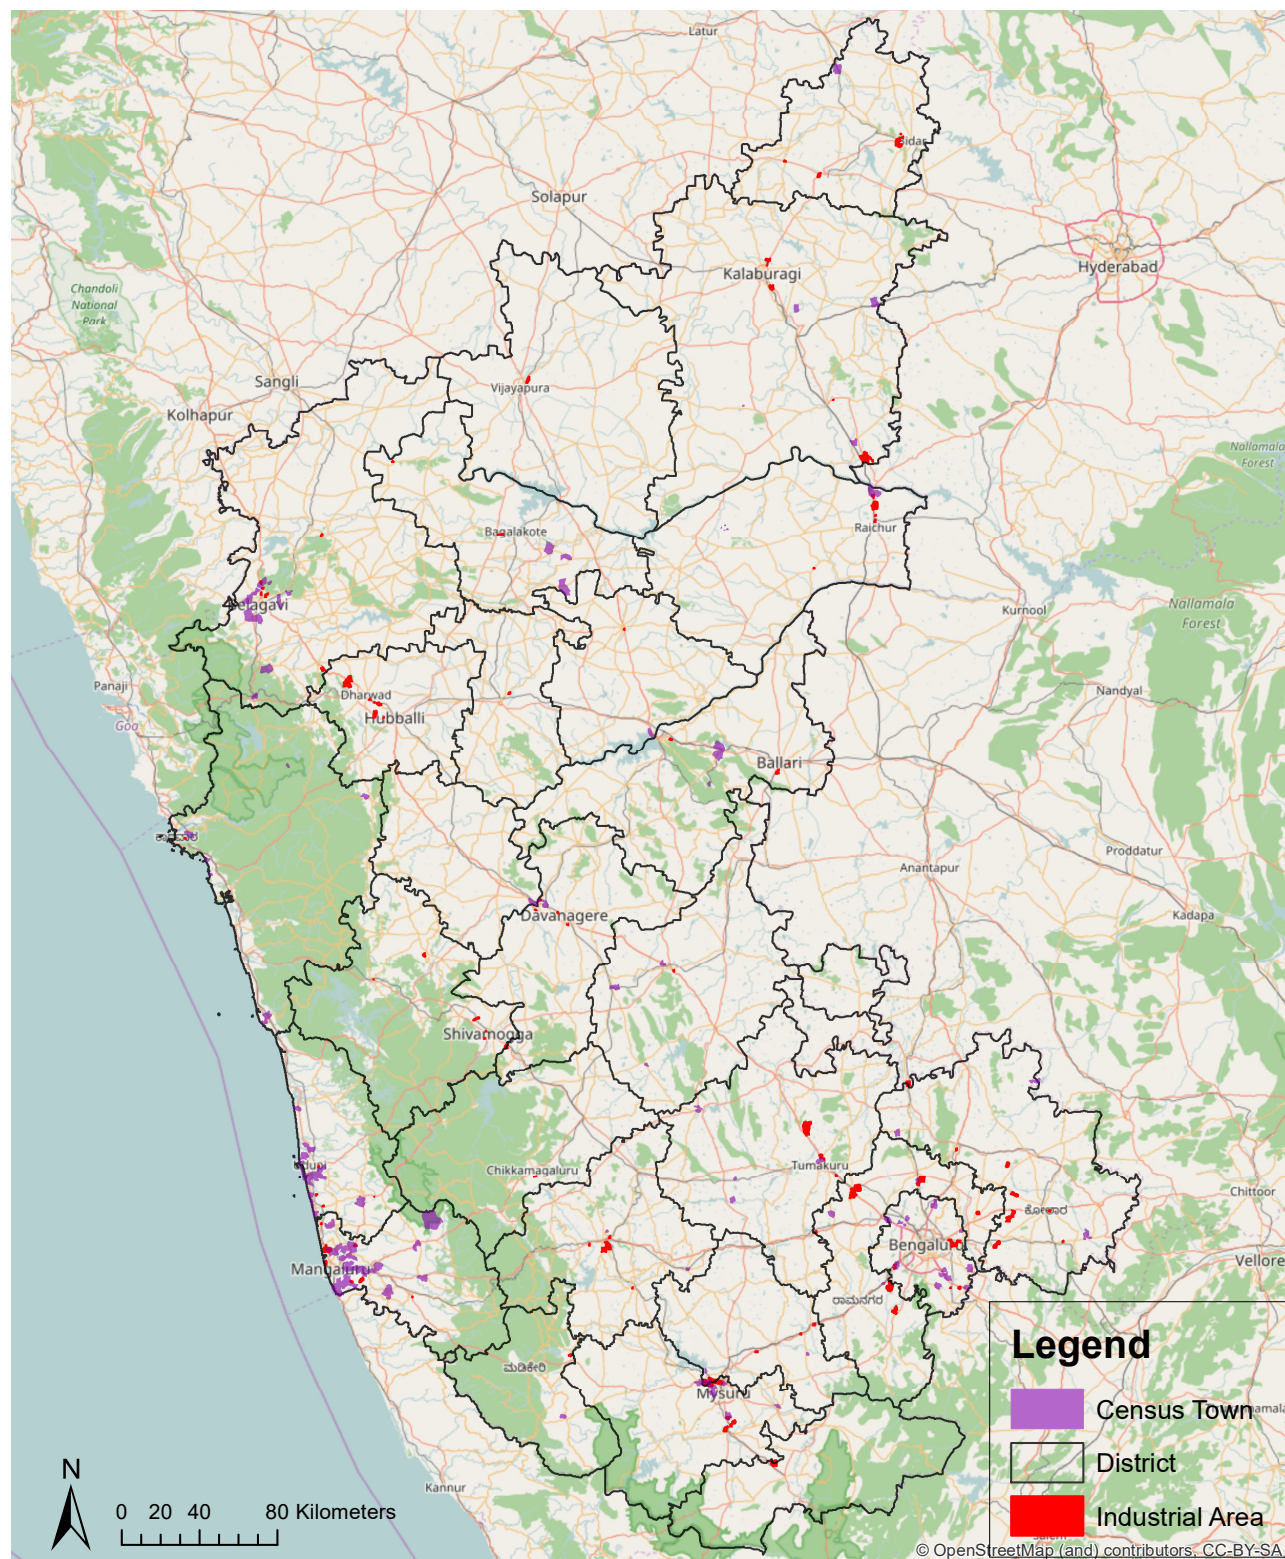 Latur
Bidar
Solapur
Hyderabad
Kalaburagi
Chandoli
National
Park
Sangli
Vijayapura
Kolhapur
Nallamala
Forest
Bagalakote
Raichur
Belagavi
Kurnool
Nallamala
Forest
Panaji
Dharwad
Nandyal
Goa
Hubballi
Ballari
Proddatur
Anantapur
Davanagere
Kadapa
Shivamogga
Chikkamagaluru
Tumakuru
Udupi
Chittoor
ಕೋಲಾರ
Bengaluru
Vellore
Mangaluru
ರಾಮನಗರ
Legend
ಮಡಿಕೇರಿ
Mysuru
Census Town
District
Kannur
N
0 20 40 80 Kilometers
Industrial Area
© OpenStreetMap (and) contributors, CC-BY-SA